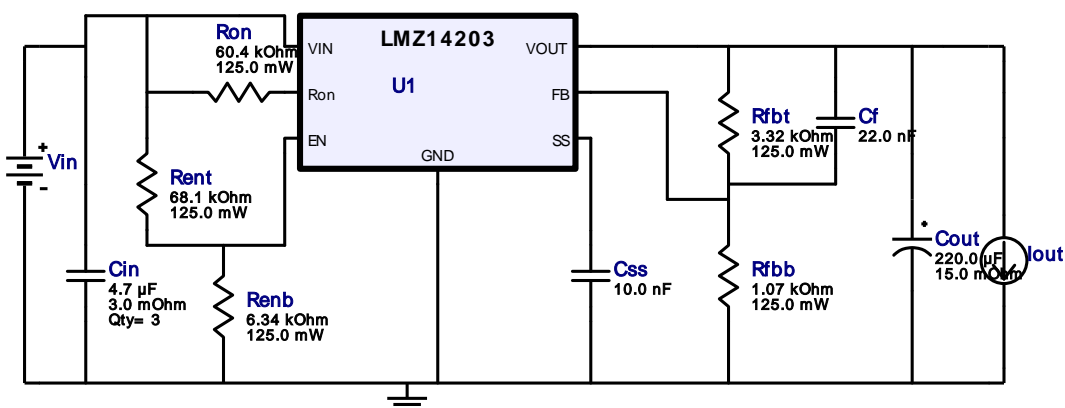 Ron
60.4 kOhm
125.0 mW
LMZ14203
U1
VIN
Ron
EN
GND
VOUT
FB
SS
+
Vin
-
Rent
68.1 kOhm
125.0 mW
Cin
4.7 µF
3.0 mOhm
Qty= 3
Renb
6.34 kOhm
125.0 mW
Css
10.0 nF
Rfbt
3.32 kOhm
125.0 mW
Cf
22.0 nF
Rfbb
1.07 kOhm
125.0 mW
+
Cout
220.0 µF
15.0 mOhm
Iout